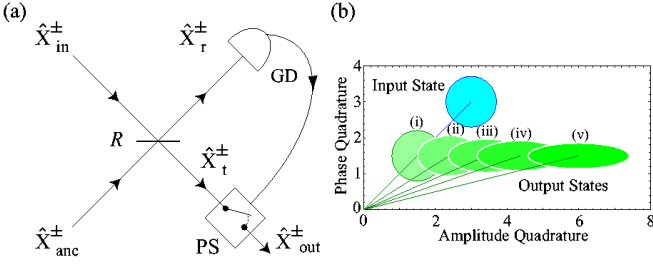 (a)
X̂±in
X̂±r
GD
R
X̂±t
X̂±anc
PS
X̂±out
(b)
Phase Quadrature
4
3
2
1
0
Input State
(i)
(ii)
(iii)
(iv)
(v)
Output States
0
2
4
6
8
Amplitude Quadrature